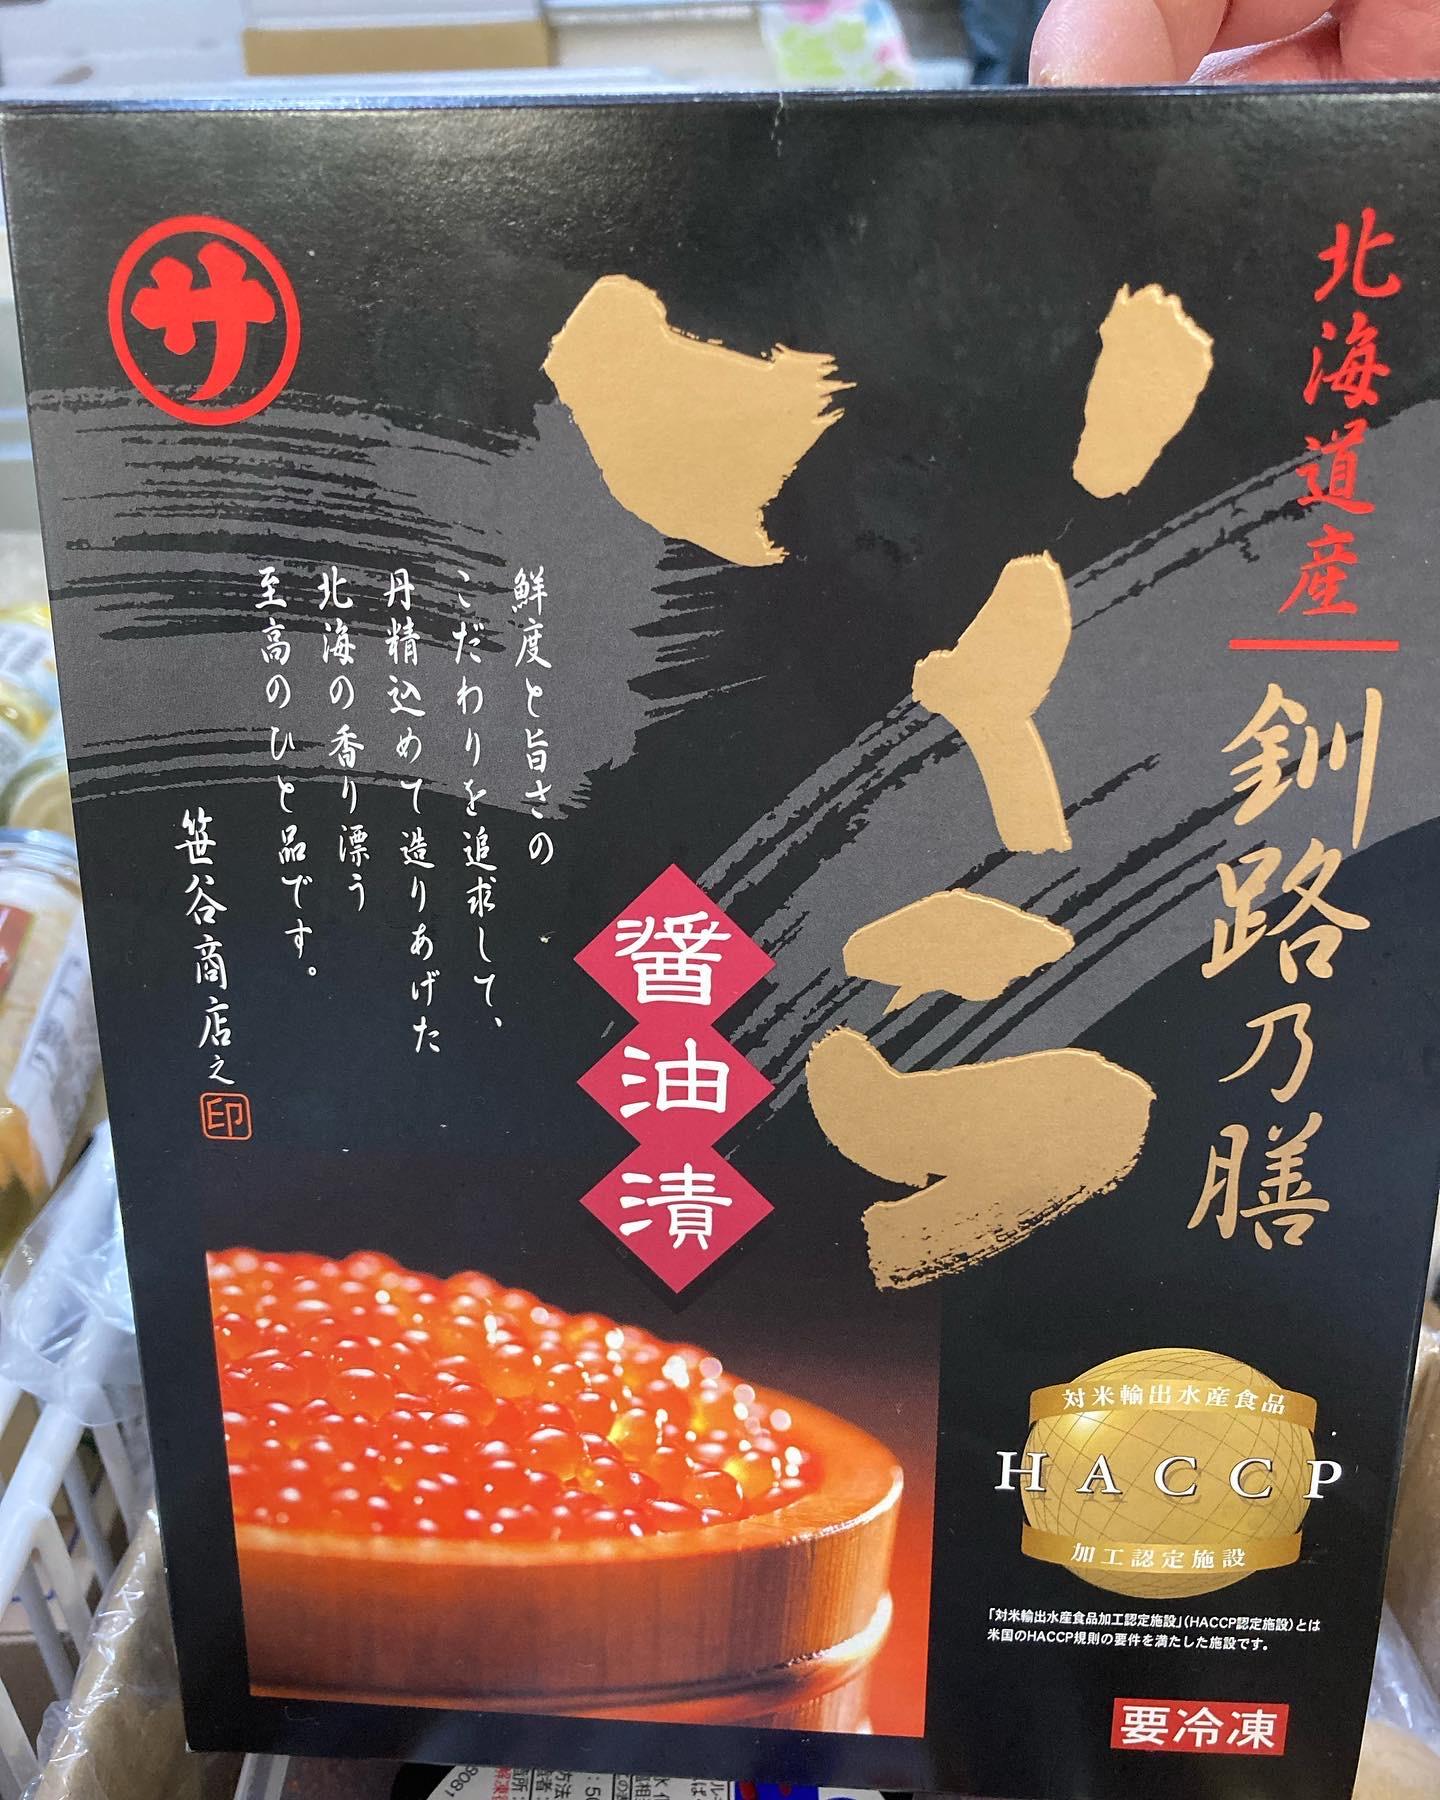 北海道産
釧路乃膳
いくら
醤油漬
サ
鮮度と旨さの
こだわりを追求して、
丹精込めて造りあげた
北海の香り漂う
至高のひと品です。
笹谷商店之印
対米輸出水産食品
HACCP
加工認定施設
「対米輸出水産食品加工認定施設」(HACCP認定施設)とは
米国のHACCP規則の要件を満たした施設です。
要冷凍